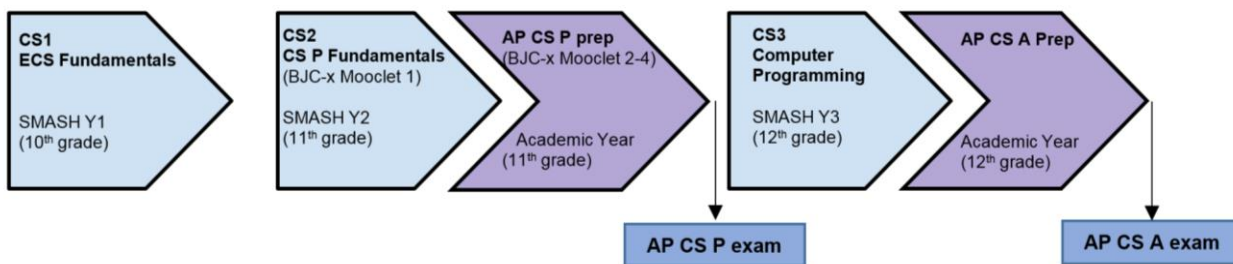 CS1
ECS Fundamentals
SMASH Y1
(10th grade)
CS2
CS P Fundamentals
(BJC-x Mooclet 1)
SMASH Y2
(11th grade)
AP CS P prep
(BJC-x Mooclet 2-4)
Academic Year
(11th grade)
CS3
Computer
Programming
SMASH Y3
(12th grade)
AP CS A Prep
Academic Year
(12th grade)
AP CS P exam
AP CS A exam